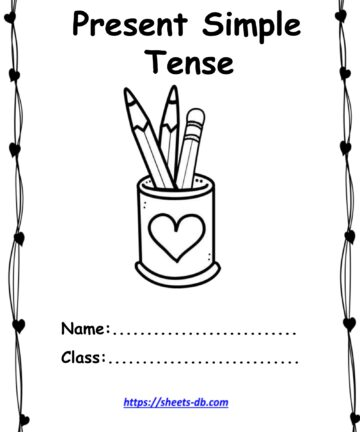 Present Simple
Tense
Name:...........................
Class:............................
https://sheets-db.com